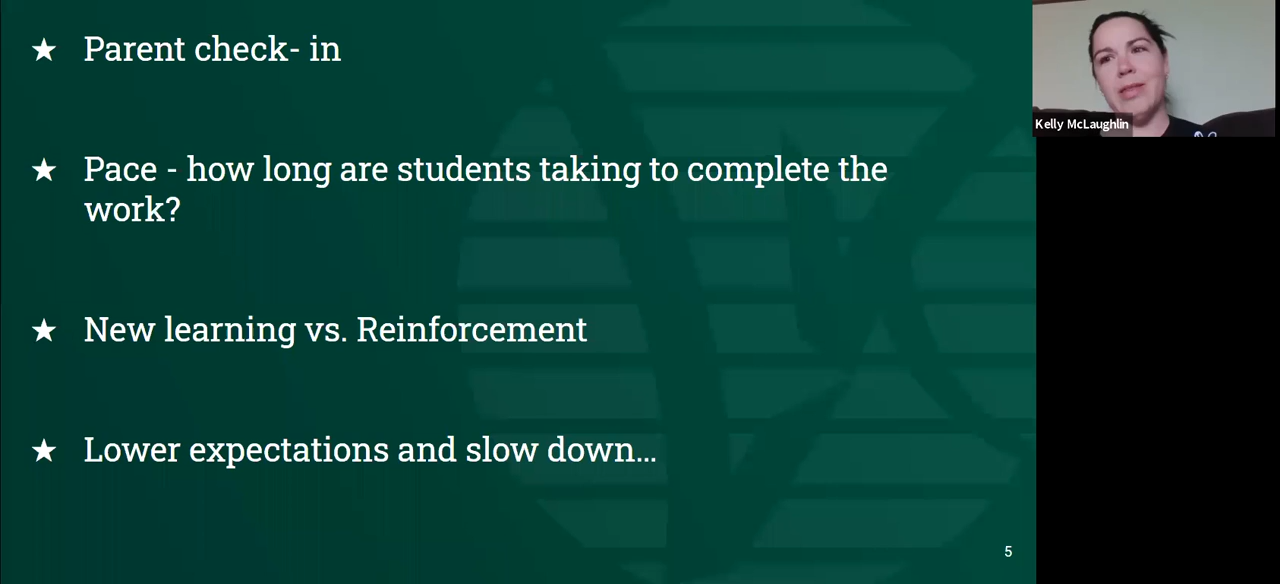 ★ Parent check- in
★ Pace - how long are students taking to complete the
work?
★ New learning vs. Reinforcement
★ Lower expectations and slow down...
5
Kelly McLaughlin